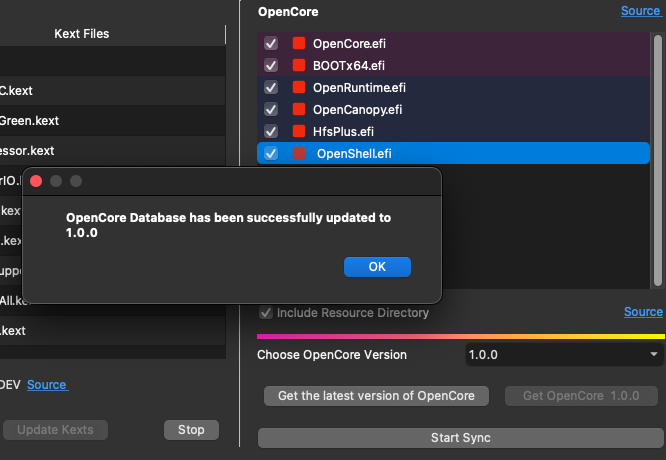 OpenCore
Source
Kext Files
OpenCore.efi
BOOTx64.efi
OpenRuntime.efi
OpenCanopy.efi
HfsPlus.efi
OpenShell.efi
C.kext
Green.kext
essor.kext
rIO.
.kext
.kext
uppo
All.ke
.kext
OpenCore Database has been successfully updated to
1.0.0
OK
Include Resource Directory
Source
Choose OpenCore Version
1.0.0
DEV Source
Get the latest version of OpenCore
Get OpenCore 1.0.0
Update Kexts
Stop
Start Sync